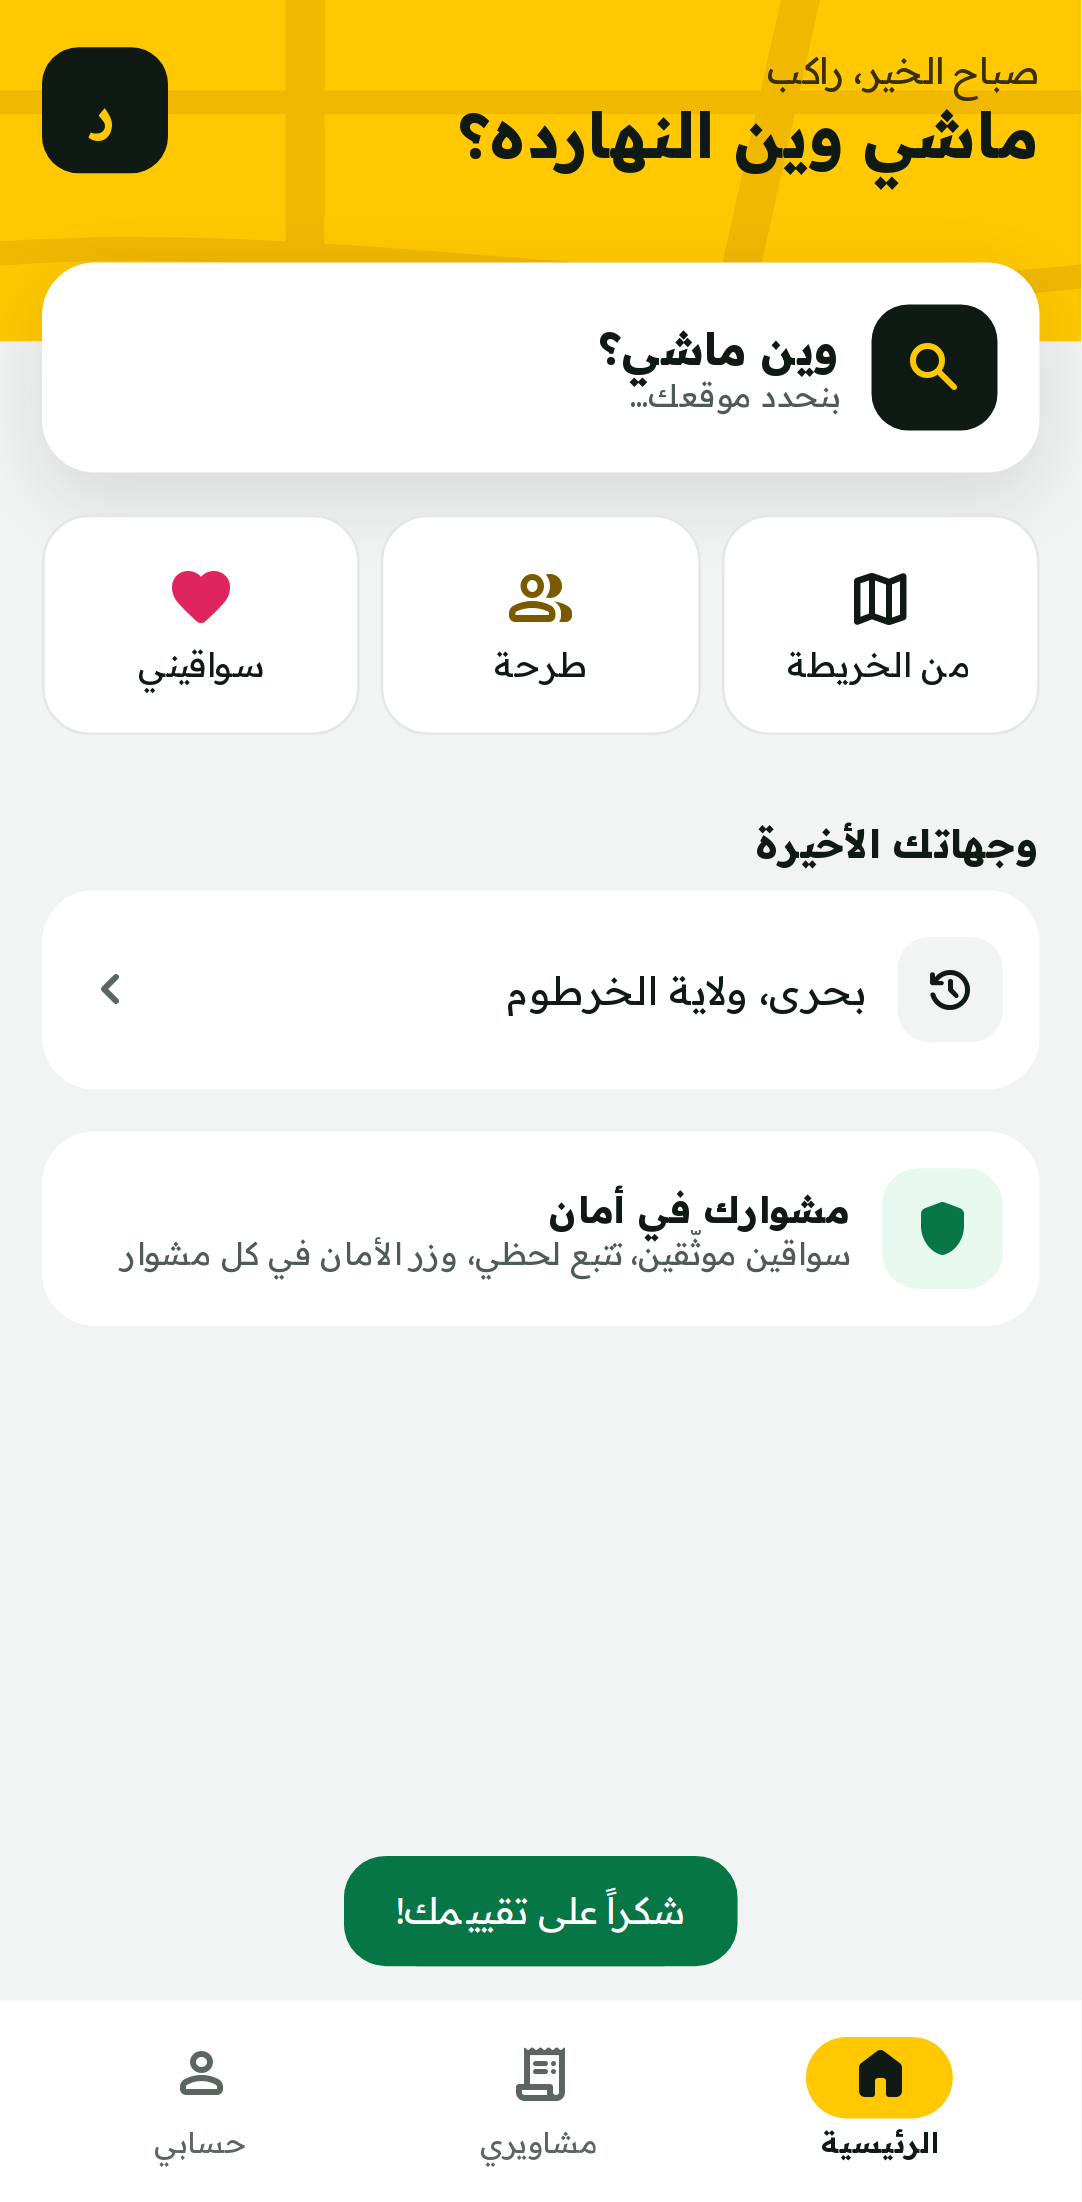 صباح الخير، راكب
ماشي وين النهارده؟
ر
وين ماشي؟
بنحدد موقعك...
من الخريطة
طرحة
سواقيني
وجهاتك الأخيرة
بحرى، ولاية الخرطوم
مشوارك في أمان
سواقين موثّقين، تتبع لحظي، وزر الأمان في كل مشوار
شكراً على تقييمك!
الرئيسية
مشاويري
حسابي